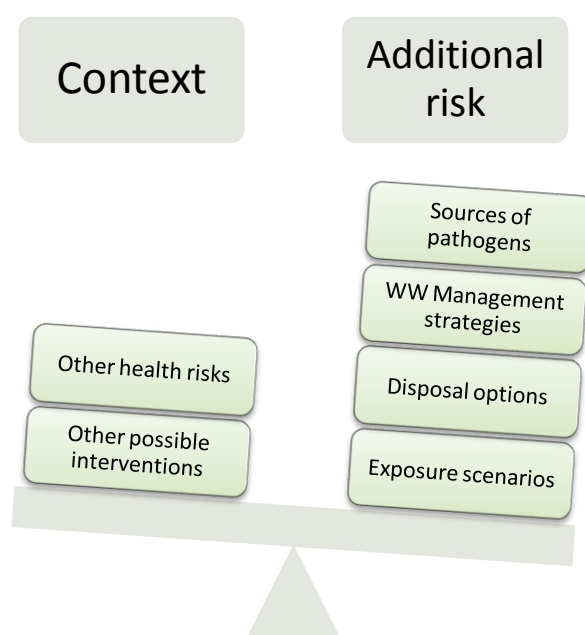 Context
Additional
risk
Sources of
pathogens
WW Management
strategies
Disposal options
Exposure scenarios
Other health risks
Other possible
interventions